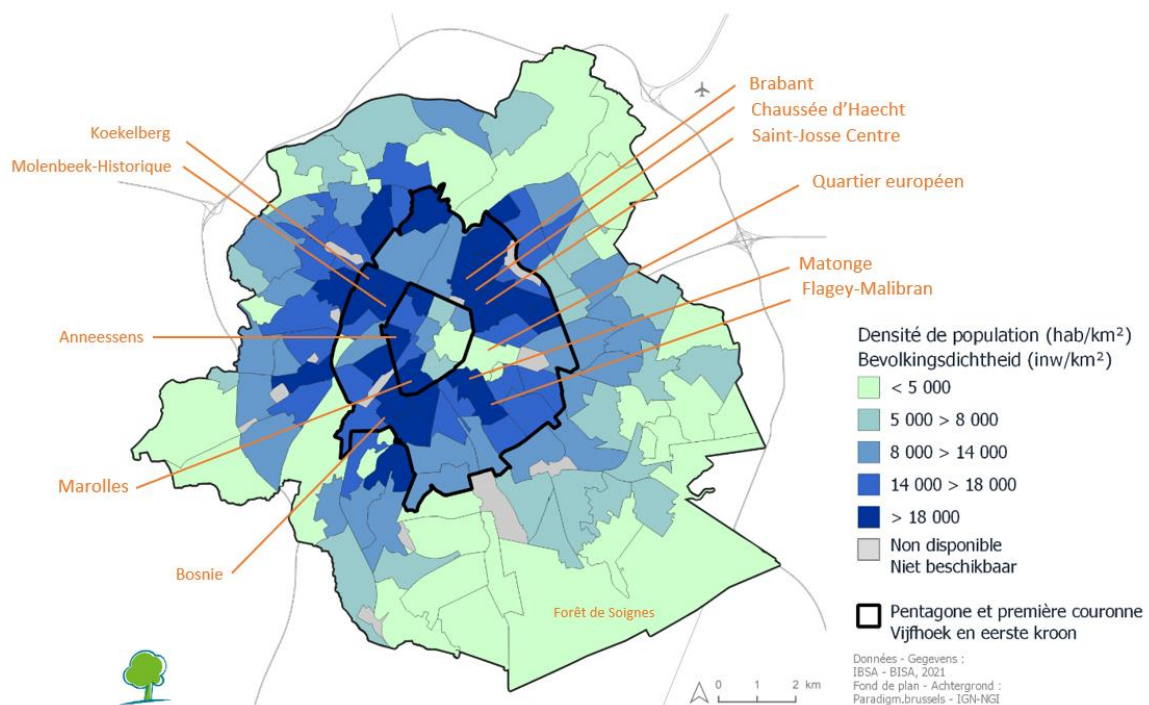 Brabant
Chaussée d'Haecht
Saint-Josse Centre
Koekelberg
Molenbeek-Historique
Quartier européen
Matonge
Flagey-Malibran
Anneessens
Marolles
Bosnie
Forêt de Soignes
Densité de population (hab/km²)
Bevolkingsdichtheid (inw/km²)
< 5 000
5 000 > 8 000
8 000 > 14 000
14 000 > 18 000
> 18 000
Non disponible
Niet beschikbaar
Pentagone et première couronne
Vijfhoek en eerste kroon
Données - Gegevens :
IBSA - BISA, 2021
Fond de plan - Achtergrond :
Paradigm.brussels - IGN-NGI
0 1 2 km